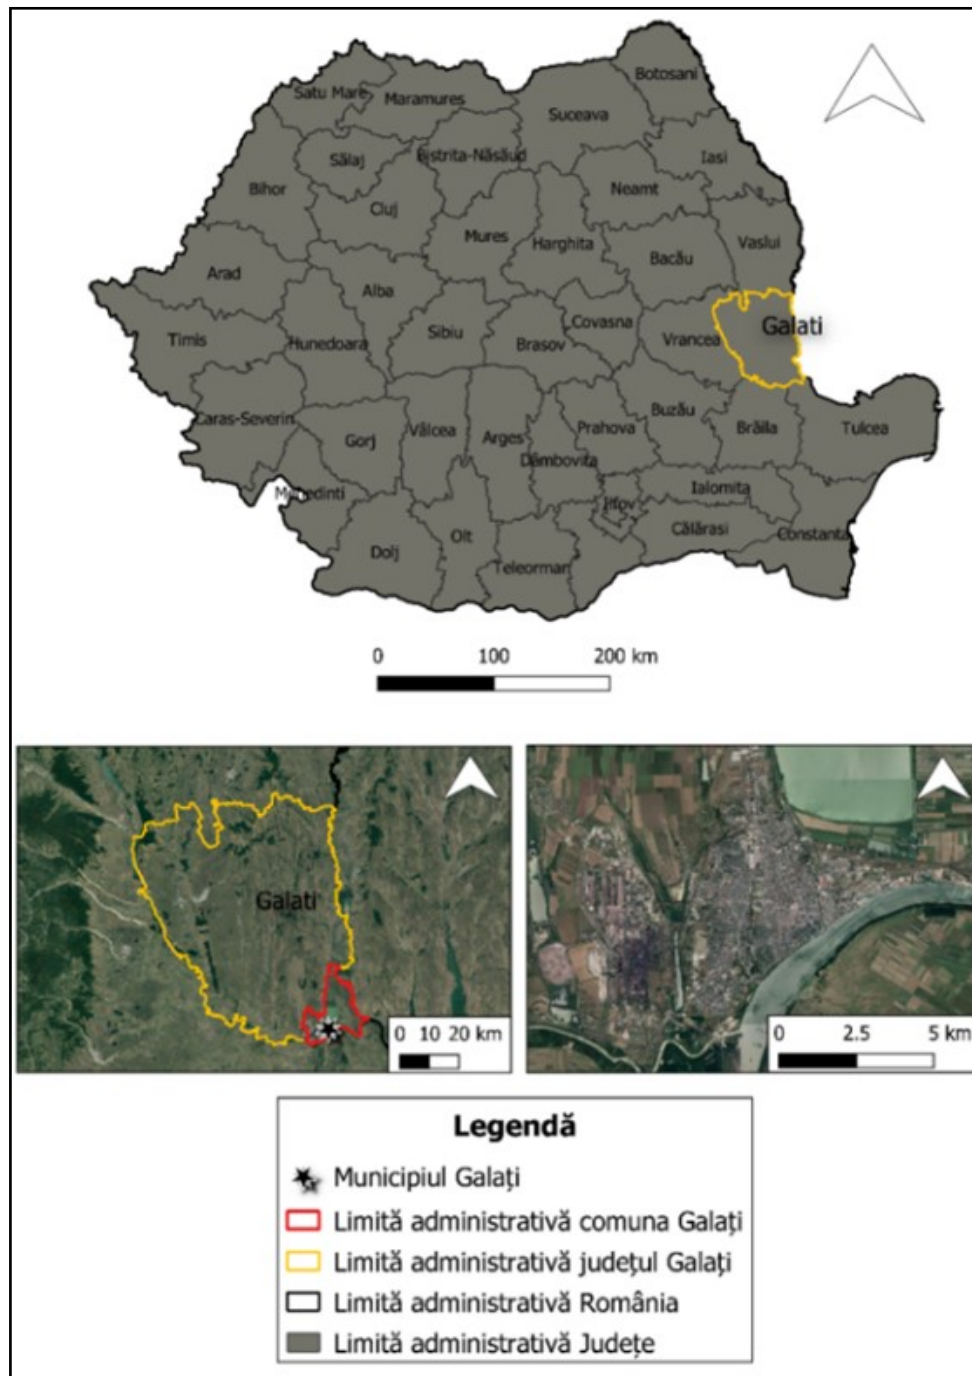 Botosani
Satu Mare
Maramures
Suceava
Bistrita-Năsăud
Iasi
Sălaj
Neamt
Bihor
Cluj
Mures
Harghita
Vaslui
Bacău
Arad
Alba
Covasna
Galati
Timis
Hunedoara
Sibiu
Brasov
Vrancea
Caras-Severin
Gorj
Vâlcea
Arges
Prahova
Buzău
Brăila
Tulcea
Dâmbovita
Ialomita
Ilfov
Călărasi
Constanta
Dolj
Olt
Teleorman
0 100 200 km
Galati
0 10 20 km
0 2.5 5 km
Legendă
Municipiul Galați
Limită administrativă comuna Galați
Limită administrativă județul Galați
Limită administrativă România
Limită administrativă Județe